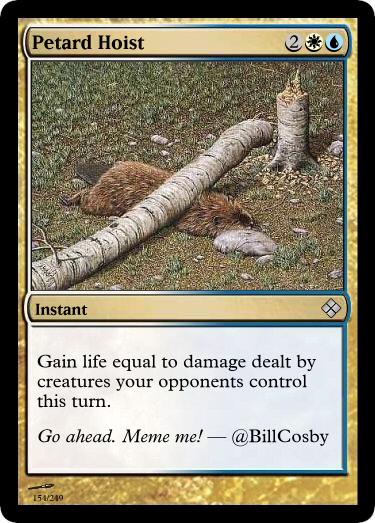 Petard Hoist 2
Instant
Gain life equal to damage dealt by
creatures your opponents control
this turn.
Go ahead. Meme me! — @BillCosby
154/249